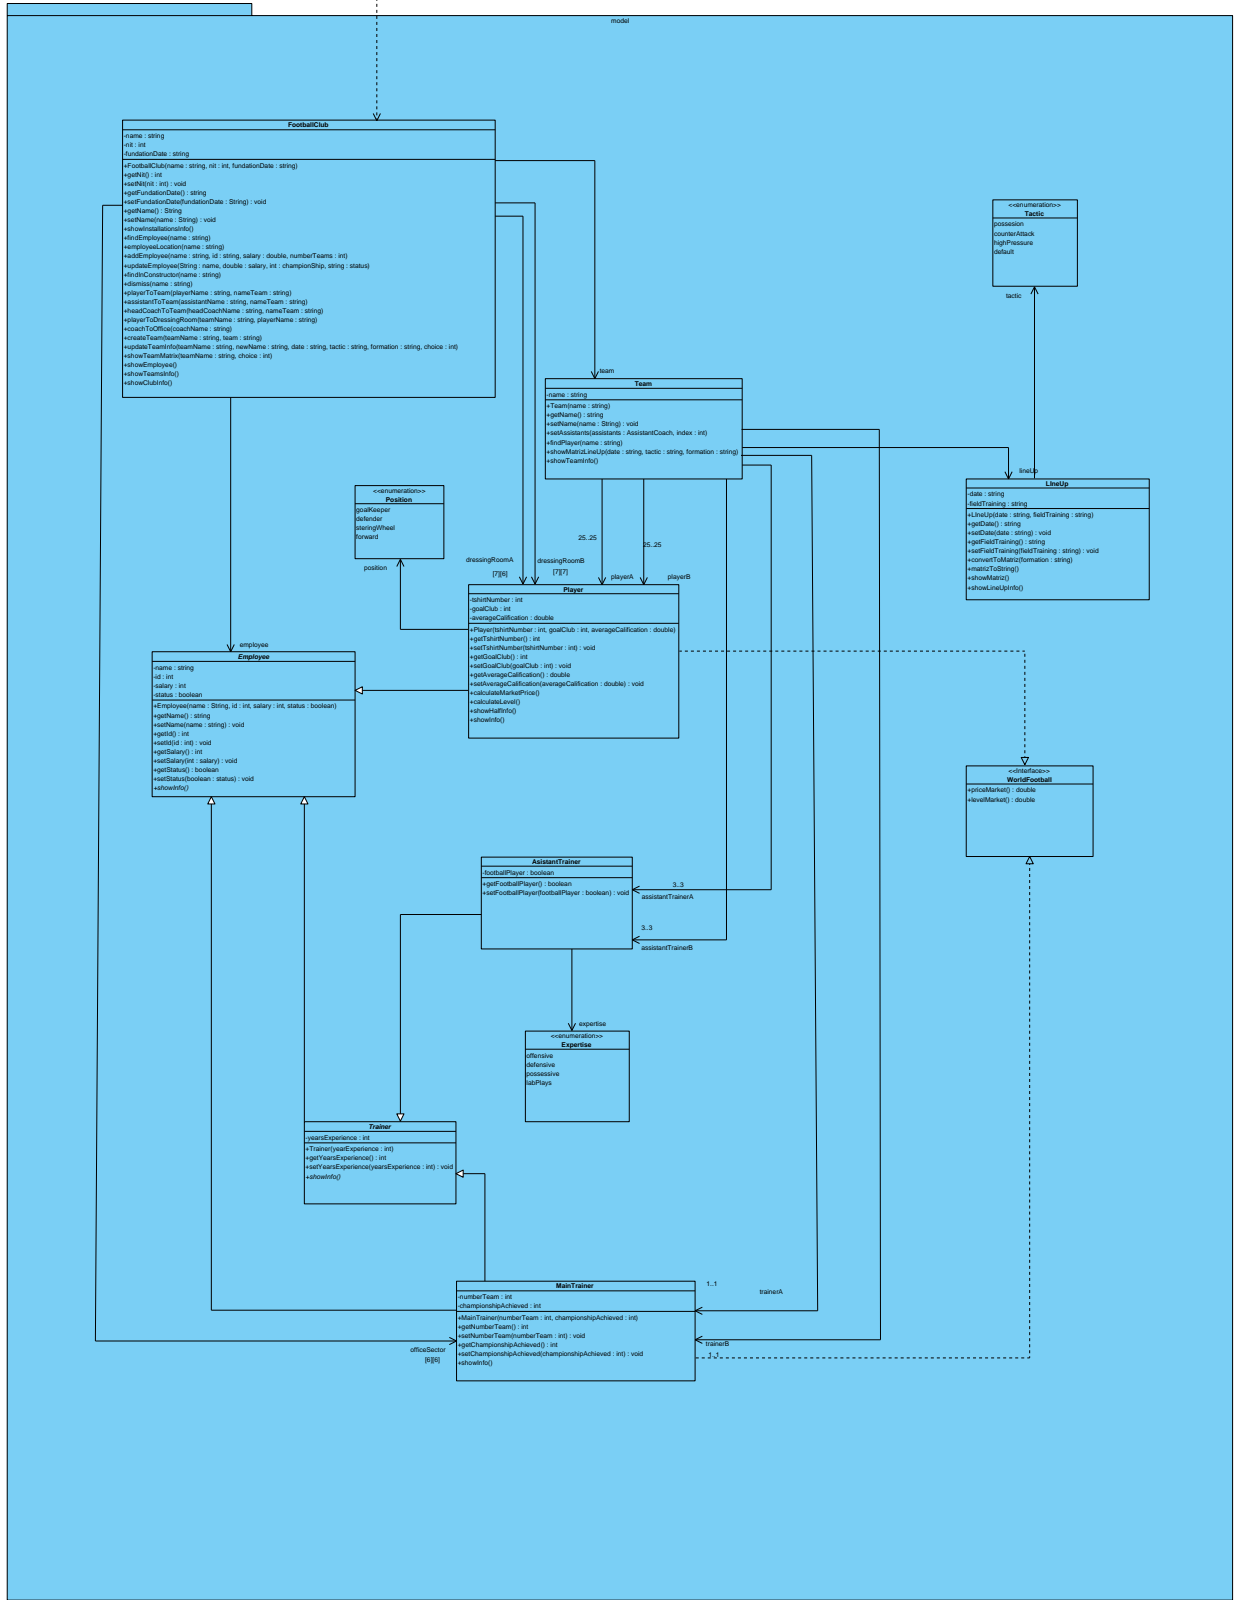 model
FootballClub
-name : string
-nit : int
-fundationDate : string
+FootballClub(name : string, nit : int, fundationDate : string)
+getNit() : int
+setNit(nit : int) : void
+getFundationDate() : string
+setFundationDate(fundationDate : String) : void
+getName() : String
+setName(name : String) : void
+showInstallationsInfo()
+findEmployee(name : string)
+employeeLocation(name : string)
+addEmployee(name : string, id : string, salary : double, numberTeams : int)
+updateEmployee(String : name, double : salary, int : championShip, string : status)
+findInConstructor(name : string)
+dismiss(name : string)
+playerToTeam(playerName : string, nameTeam : string)
+assistantToTeam(assistantName : string, nameTeam : string)
+headCoachToTeam(headCoachName : string, nameTeam : string)
+playerToDressingRoom(teamName : string, playerName : string)
+coachToOffice(coachName : string)
+createTeam(teamName : string, team : string)
+updateTeamInfo(teamName : string, newName : string, date : string, tactic : string, formation : string, choice : int)
+showTeamMatrix(teamName : string, choice : int)
+showEmployee()
+showTeamsInfo()
+showClubInfo()
<<enumeration>>
Tactic
possesion
counterAttack
highPressure
default
tactic
team
Team
-name : string
+Team(name : string)
+getName() : string
+setName(name : String) : void
+setAssistants(assistants : AssistantCoach, index : int)
+findPlayer(name : string)
+showMatrizLineUp(date : string, tactic : string, formation : string)
+showTeamInfo()
lineUp
LIneUp
-date : string
-fieldTraining : string
+LIneUp(date : string, fieldTraining : string)
+getDate() : string
+setDate(date : string) : void
+getFieldTraining() : string
+setFieldTraining(fieldTraining : string) : void
+convertToMatriz(formation : string)
+matrizToString()
+showMatriz()
+showLineUpInfo()
<<enumeration>>
Position
goalKeeper
defender
steringWheel
forward
position
dressingRoomA
[7][6]
dressingRoomB
[7][7]
25..25
playerA
25..25
playerB
Player
-tshirtNumber : int
-goalClub : int
-averageCalification : double
+Player(tshirtNumber : int, goalClub : int, averageCalification : double)
+getTshirtNumber() : int
+setTshirtNumber(tshirtNumber : int) : void
+getGoalClub() : int
+setGoalClub(goalClub : int) : void
+getAverageCalification() : double
+setAverageCalification(averageCalification : double) : void
+calculateMarketPrice()
+calculateLevel()
+showHalfInfo()
+showInfo()
employee
Employee
-name : string
-id : int
-salary : int
-status : boolean
+Employee(name : String, id : int, salary : int, status : boolean)
+getName() : string
+setName(name : string) : void
+getId() : int
+setId(id : int) : void
+getSalary() : int
+setSalary(int : salary) : void
+getStatus() : boolean
+setStatus(boolean : status) : void
+showInfo()
<<Interface>>
WorldFootball
+priceMarket() : double
+levelMarket() : double
AsistantTrainer
-footballPlayer : boolean
+getFootballPlayer() : boolean
+setFootballPlayer(footballPlayer : boolean) : void
3..3
assistantTrainerA
3..3
assistantTrainerB
expertise
<<enumeration>>
Expertise
offensive
defensive
possessive
labPlays
Trainer
-yearsExperience : int
+Trainer(yearExperience : int)
+getYearsExperience() : int
+setYearsExperience(yearsExperience : int) : void
+showInfo()
MainTrainer
-numberTeam : int
-championshipAchieved : int
+MainTrainer(numberTeam : int, championshipAchieved : int)
+getNumberTeam() : int
+setNumberTeam(numberTeam : int) : void
+getChampionshipAchieved() : int
+setChampionshipAchieved(championshipAchieved : int) : void
+showInfo()
1..1
trainerA
trainerB
1..1
officeSector
[6][6]